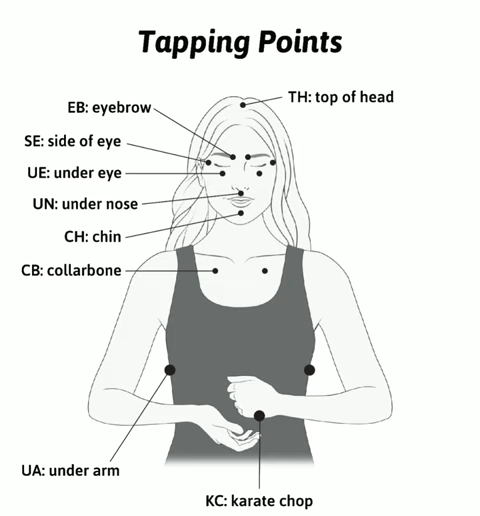 Tapping Points
TH: top of head
EB: eyebrow
SE: side of eye
UE: under eye
UN: under nose
CH: chin
CB: collarbone
UA: under arm
KC: karate chop